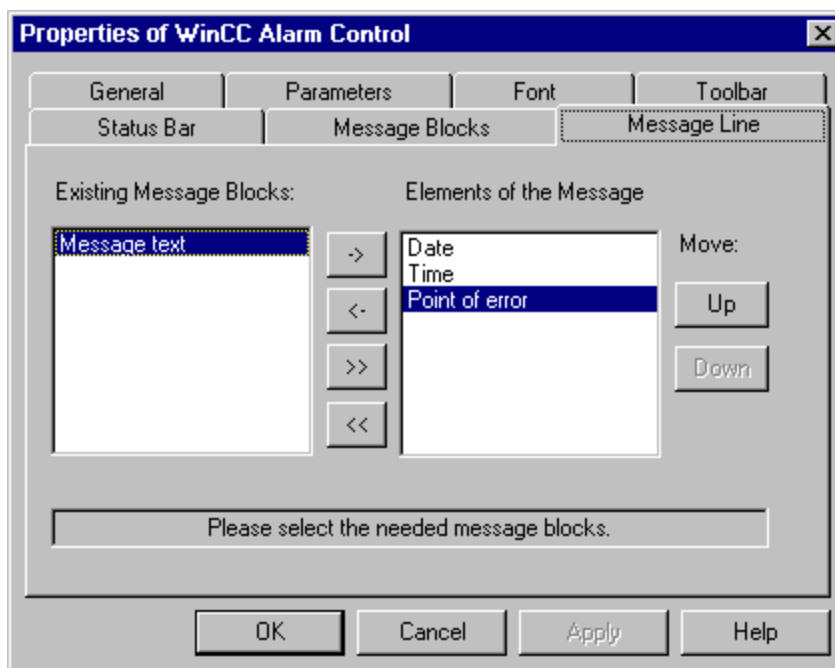 Properties of WinCC Alarm Control
General Parameters Font Toolbar
Status Bar Message Blocks Message Line
Existing Message Blocks: Elements of the Message
Message text
Date
Time
Point of error
->
<-
>>
<<
Move:
Up
Down
Please select the needed message blocks.
OK Cancel Apply Help